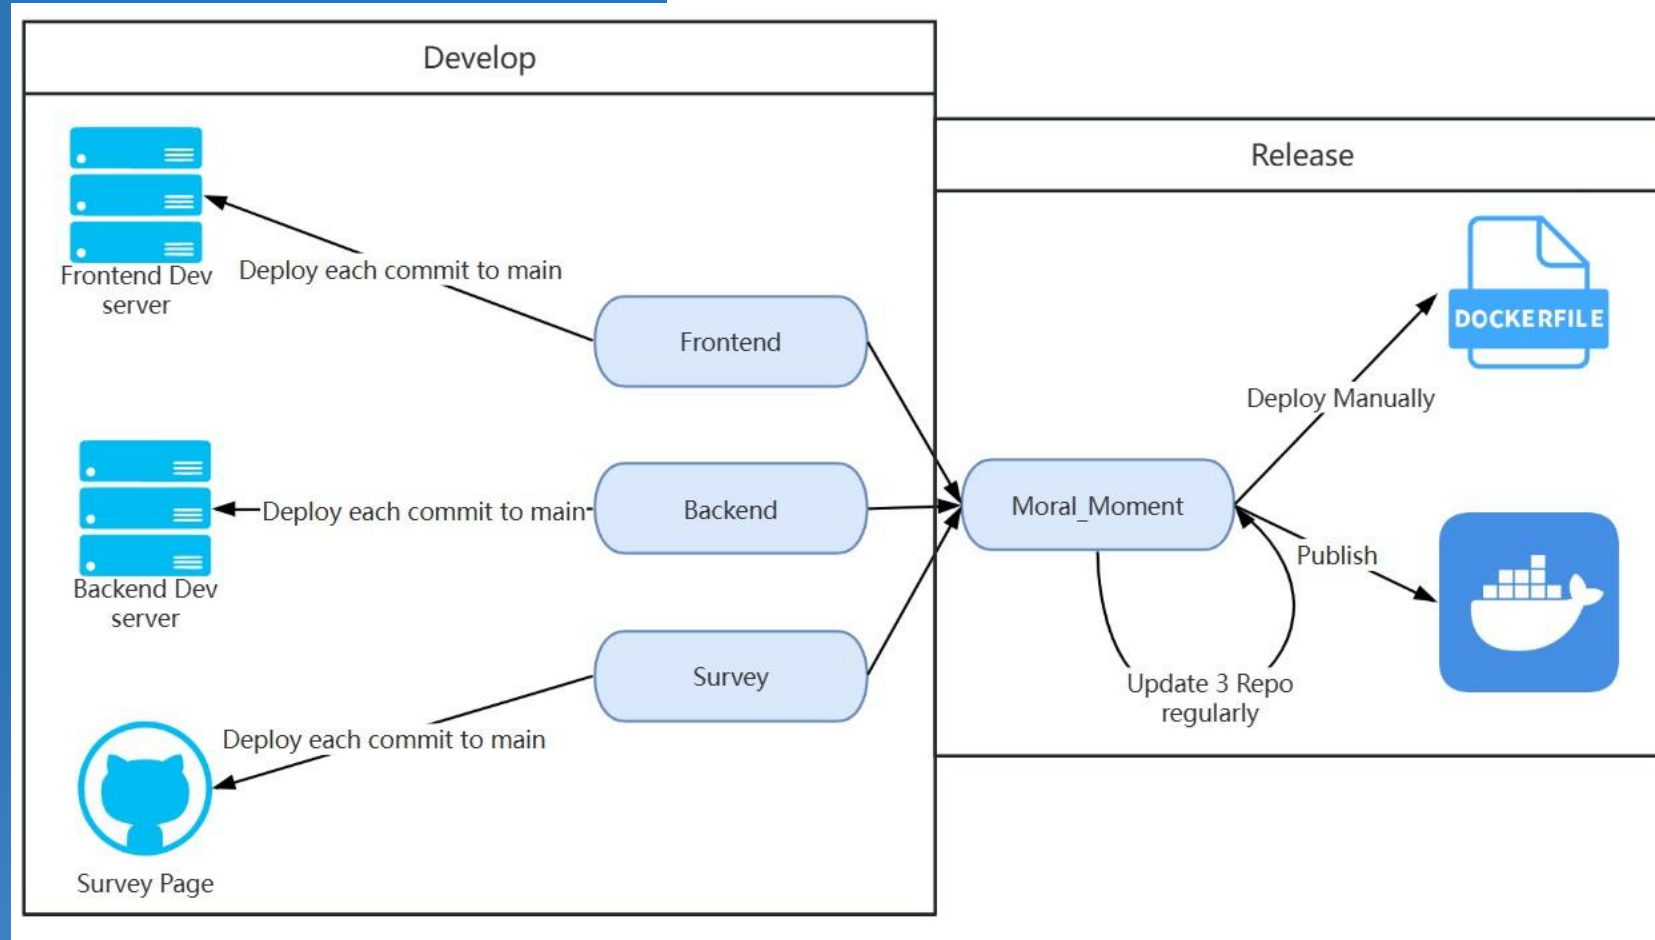 Develop
Release
Frontend Dev
server
Deploy each commit to main
Frontend
DOCKERFILE
Deploy Manually
Backend Dev
server
Deploy each commit to main
Backend
Moral_Moment
Publish
Survey
Update 3 Repo
regularly
Deploy each commit to main
Survey Page